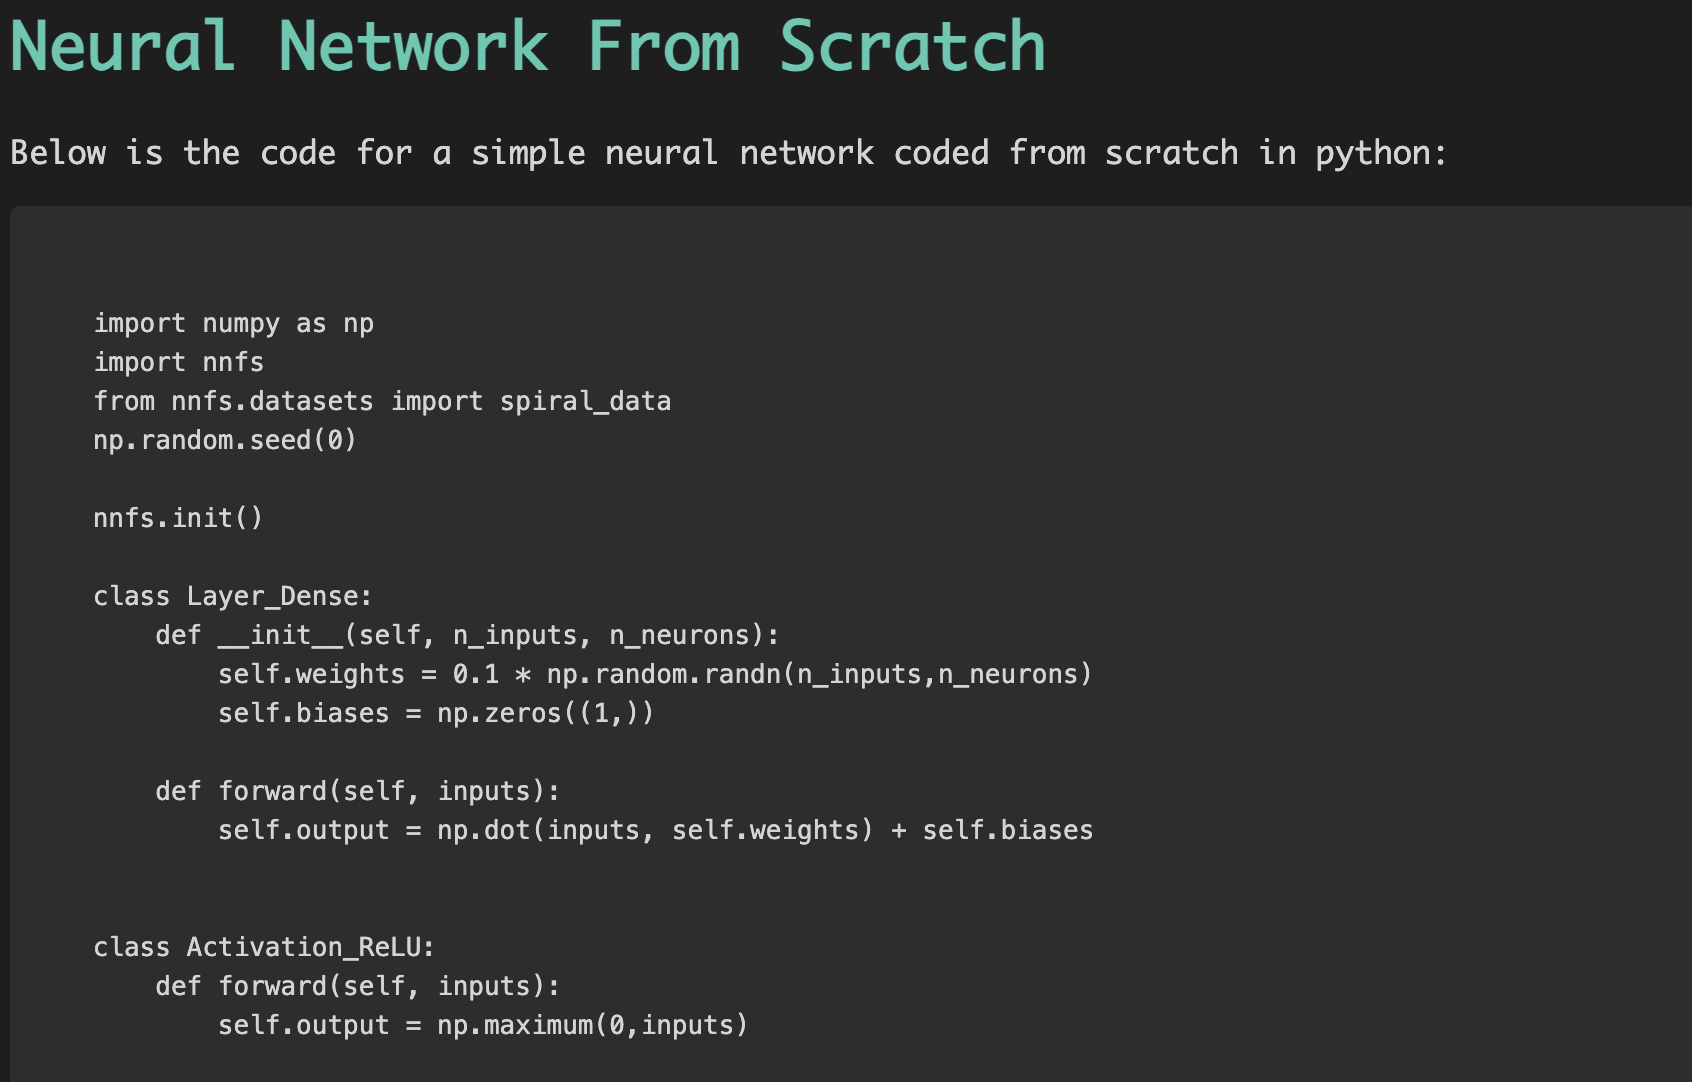 Neural Network From Scratch
Below is the code for a simple neural network coded from scratch in python:
import numpy as np
import nnfs
from nnfs.datasets import spiral_data
np.random.seed(0)
nnfs.init()
class Layer_Dense:
    def __init__(self, n_inputs, n_neurons):
        self.weights = 0.1 * np.random.randn(n_inputs,n_neurons)
        self.biases = np.zeros((1,))
    def forward(self, inputs):
        self.output = np.dot(inputs, self.weights) + self.biases
class Activation_ReLU:
    def forward(self, inputs):
        self.output = np.maximum(0,inputs)